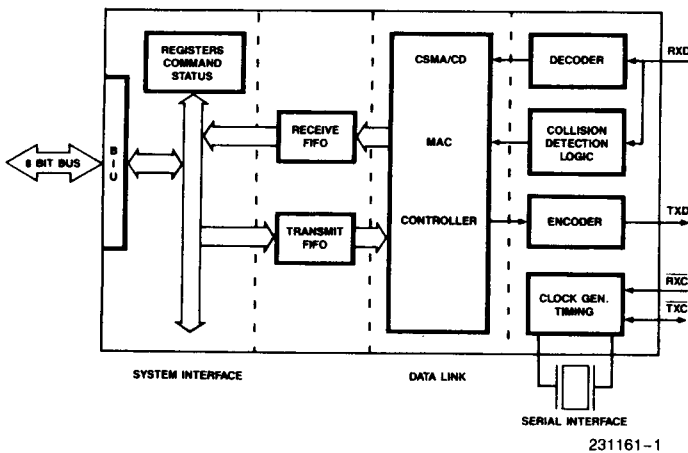 REGISTERS
COMMAND
STATUS
CSMA/CD
DECODER
RXD
B
I
U
8 BIT BUS
RECEIVE
FIFO
MAC
COLLISION
DETECTION
LOGIC
TRANSMIT
FIFO
CONTROLLER
ENCODER
TXD
CLOCK GEN.
TIMING
RXC
TXC
SYSTEM INTERFACE
DATA LINK
SERIAL INTERFACE
231161-1